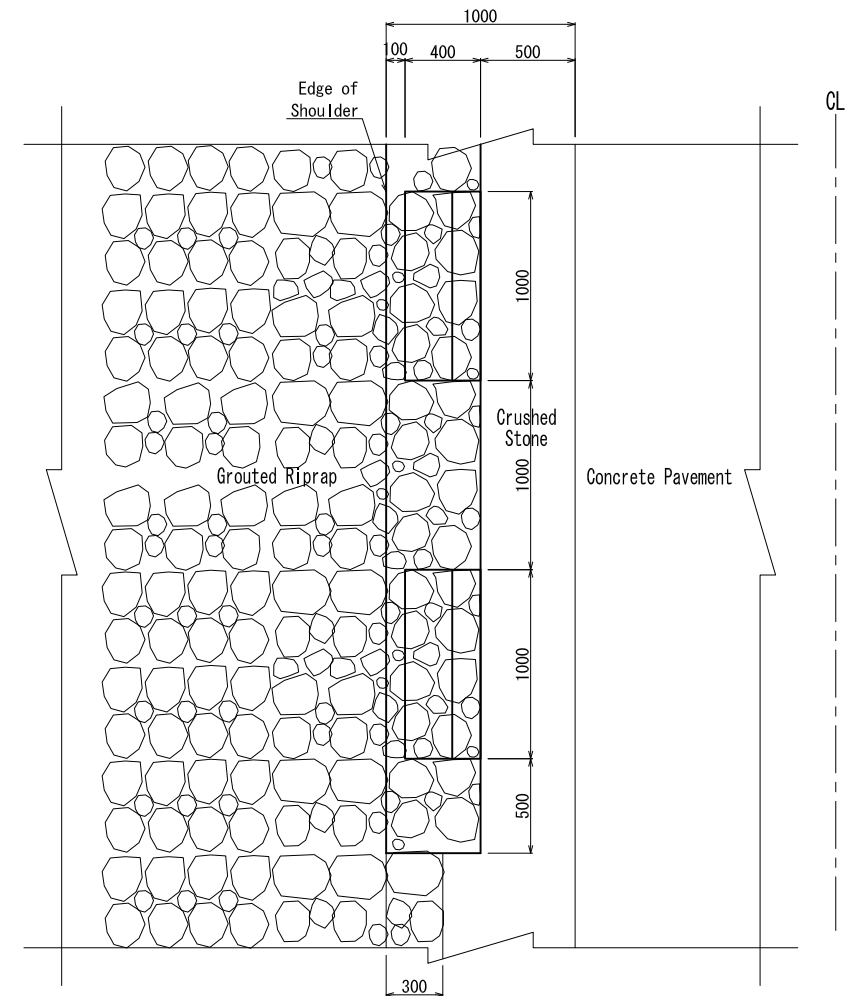 1000
100 400 500
Edge of
Shoulder
CL
1000
Crushed
Stone
Grouted Riprap
1000
Concrete Pavement
1000
500
300